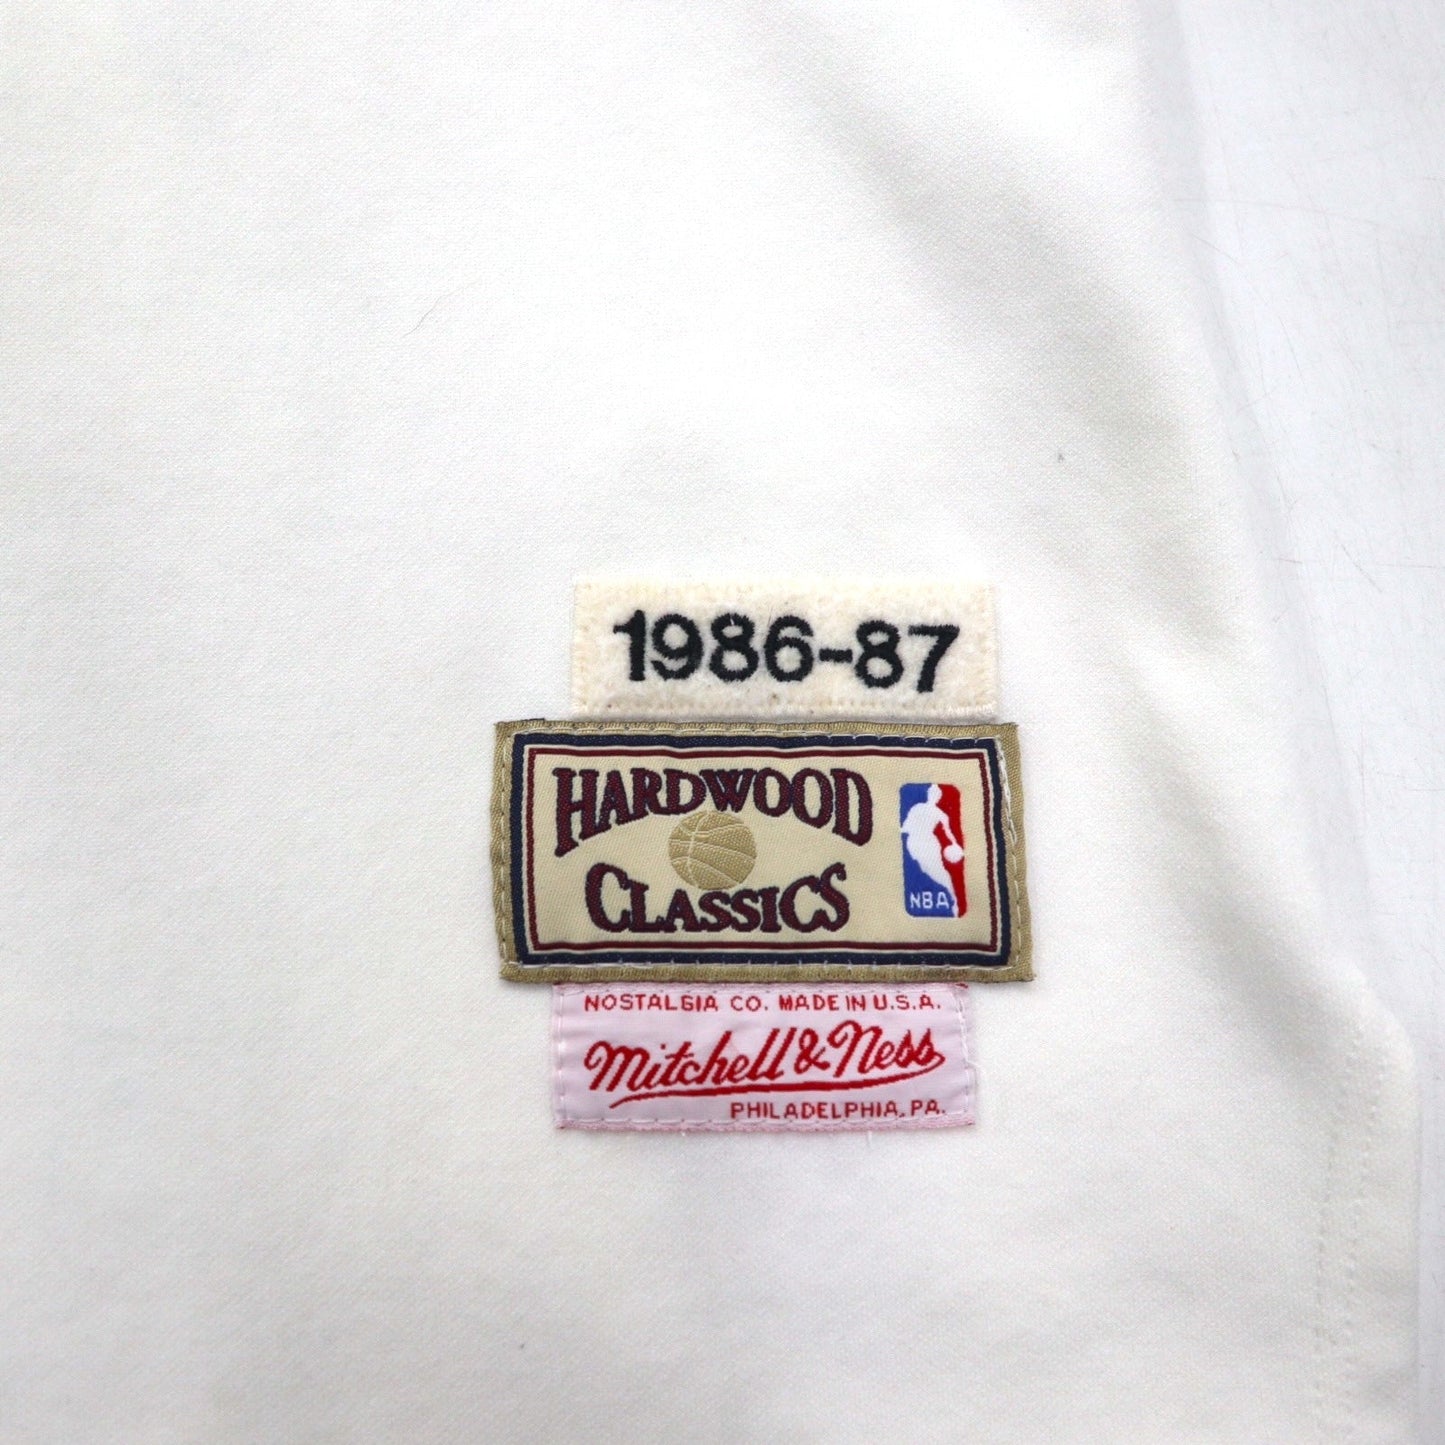 1986-87
HARDWOOD
CLASSICS
NBA
NOSTALGIA CO. MADE IN U.S.A.
Mitchell & Ness
PHILADELPHIA, PA.